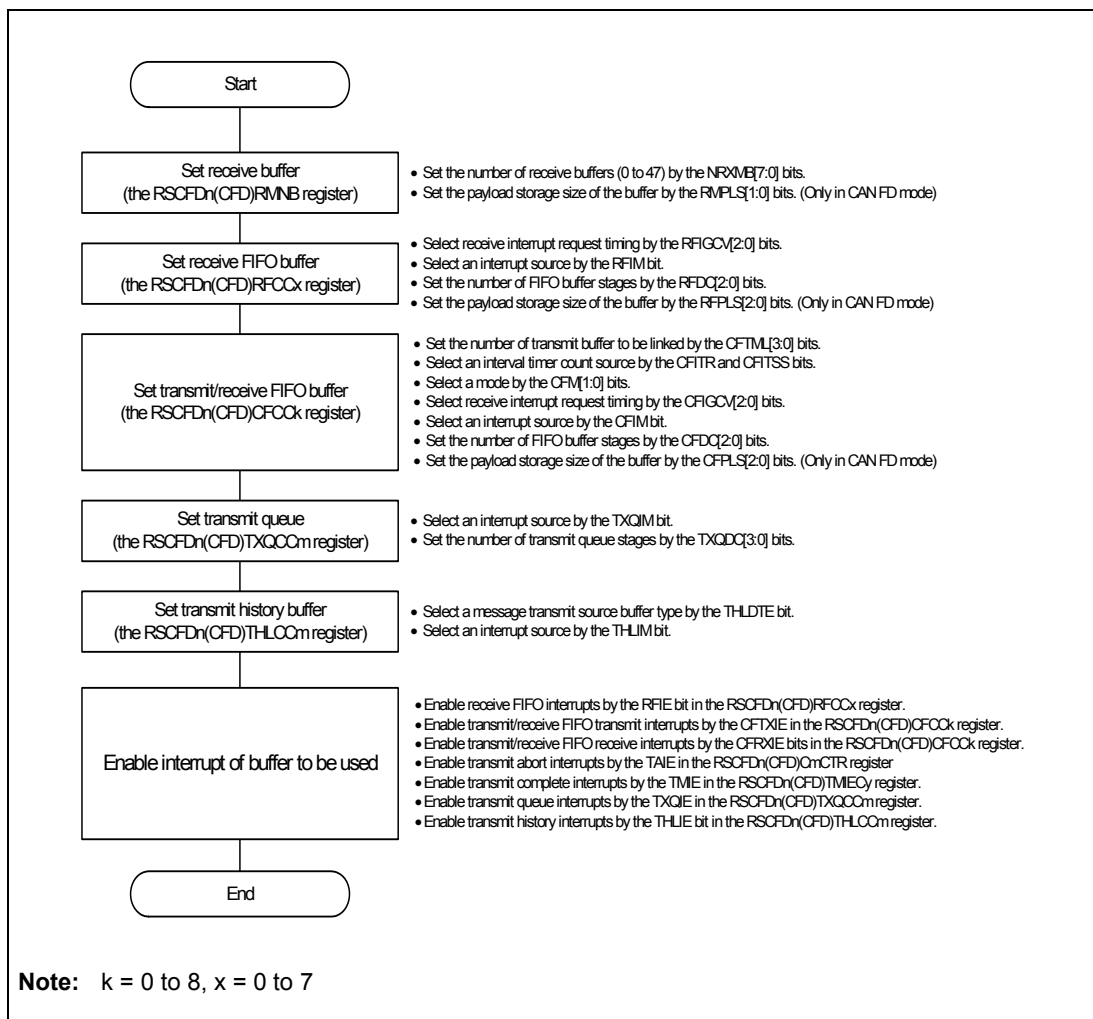 Start
Set receive buffer
(the RSCFDn(CFD)RMNB register)
• Set the number of receive buffers (0 to 47) by the NRXMB[7:0] bits.
• Set the payload storage size of the buffer by the RMPLS[1:0] bits. (Only in CAN FD mode)
Set receive FIFO buffer
(the RSCFDn(CFD)RFCCx register)
• Select receive interrupt request timing by the RFIGCV[2:0] bits.
• Select an interrupt source by the RFIM bit.
• Set the number of FIFO buffer stages by the RFDC[2:0] bits.
• Set the payload storage size of the buffer by the RFPLS[2:0] bits. (Only in CAN FD mode)
Set transmit/receive FIFO buffer
(the RSCFDn(CFD)CFCCk register)
• Set the number of transmit buffer to be linked by the CFTML[3:0] bits.
• Select an interval timer count source by the CFITR and CFITSS bits.
• Select a mode by the CFM[1:0] bits.
• Select receive interrupt request timing by the CFIGCV[2:0] bits.
• Select an interrupt source by the CFIM bit.
• Set the number of FIFO buffer stages by the CFDC[2:0] bits.
• Set the payload storage size of the buffer by the CFPLS[2:0] bits. (Only in CAN FD mode)
Set transmit queue
(the RSCFDn(CFD)TXQCCm register)
• Select an interrupt source by the TXQIM bit.
• Set the number of transmit queue stages by the TXQDC[3:0] bits.
Set transmit history buffer
(the RSCFDn(CFD)THLCCm register)
• Select a message transmit source buffer type by the THLDTE bit.
• Select an interrupt source by the THLIM bit.
Enable interrupt of buffer to be used
• Enable receive FIFO interrupts by the RFIE bit in the RSCFDn(CFD)RFCCx register.
• Enable transmit/receive FIFO transmit interrupts by the CFTXIE in the RSCFDn(CFD)CFCCk register.
• Enable transmit/receive FIFO receive interrupts by the CFRXIE bits in the RSCFDn(CFD)CFCCk register.
• Enable transmit abort interrupts by the TAIE in the RSCFDn(CFD)CmCTR register
• Enable transmit complete interrupts by the TMIE in the RSCFDn(CFD)TMIECy register.
• Enable transmit queue interrupts by the TXQIE in the RSCFDn(CFD)TXQCCm register.
• Enable transmit history interrupts by the THLIE bit in the RSCFDn(CFD)THLCCm register.
End
Note: k = 0 to 8, x = 0 to 7